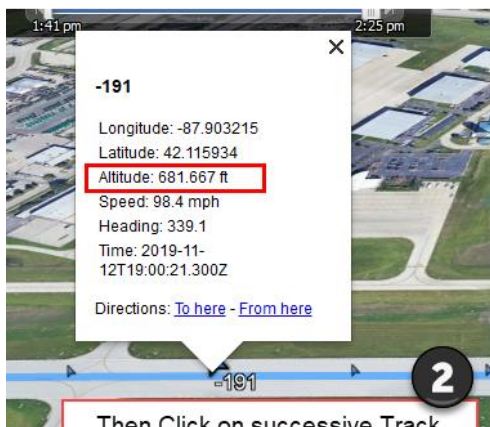 1:41 pm
2:25 pm
-191
Longitude: -87.903215
Latitude: 42.115934
Altitude: 681.667 ft
Speed: 98.4 mph
Heading: 339.1
Time: 2019-11-
12T19:00:21.300Z
Directions: To here - From here
-191
2
Then Click on successive Track